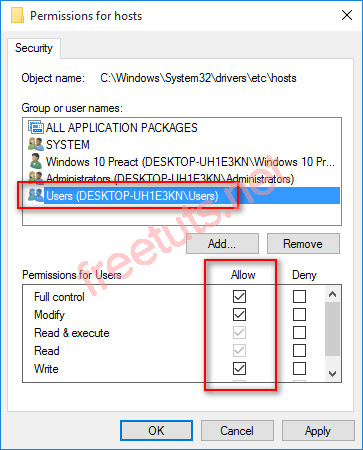 Permissions for hosts
Security
Object name: C:\Windows\System32\drivers\etc\hosts
Group or user names:
ALL APPLICATION PACKAGES
SYSTEM
Windows 10 Preact (DESKTOP-UH1E3KN\Windows 10 Pr...
Administrators (DESKTOP-UH1E3KN\Administrators)
Users (DESKTOP-UH1E3KN\Users)
Add... Remove
Permissions for Users Allow Deny
Full control
Modify
Read & execute
Read
Write
OK Cancel Apply
freetuts.net